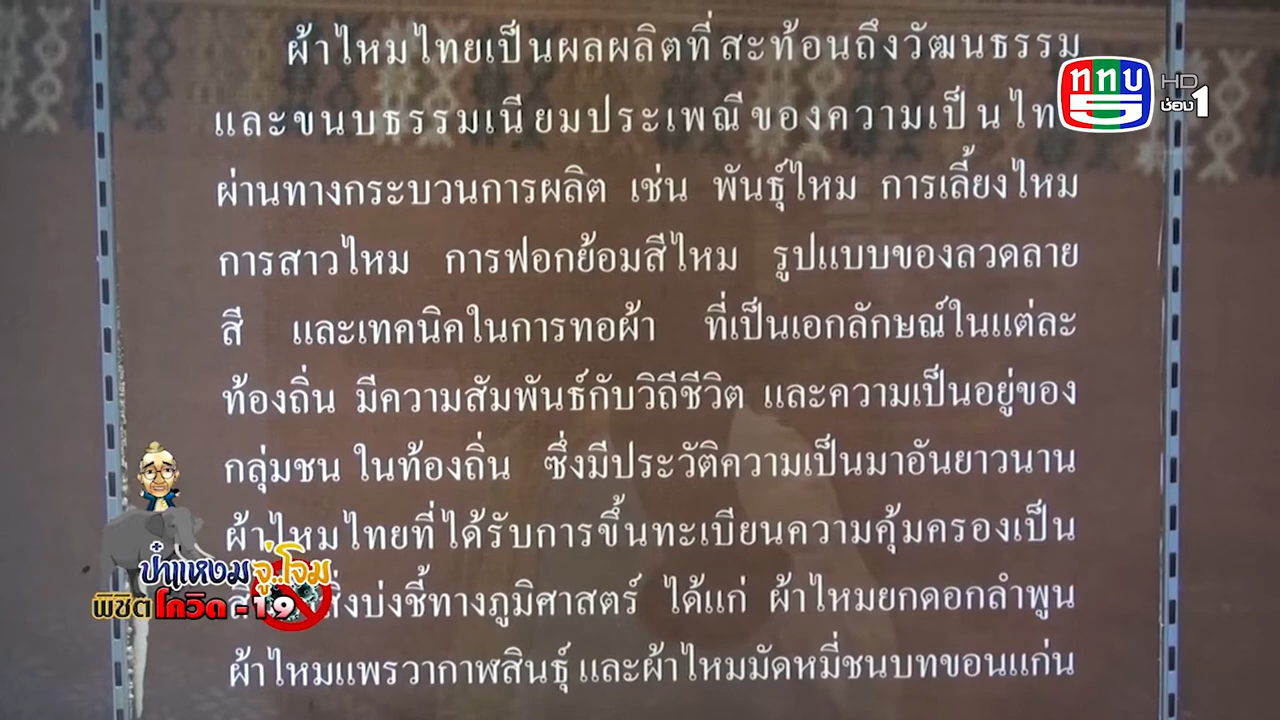 ผ้าไหมไทยเป็นผลผลิตที่สะท้อนถึงวัฒนธรรม
และขนบธรรมเนียมประเพณีของความเป็นไท
ผ่านทางกระบวนการผลิต เช่น พันธุ์ไหม การเลี้ยงไหม
การสาวไหม การฟอกย้อมสีไหม รูปแบบของลวดลาย
สี และเทคนิคในการทอผ้า ที่เป็นเอกลักษณ์ในแต่ละ
ท้องถิ่น มีความสัมพันธ์กับวิถีชีวิต และความเป็นอยู่ของ
กลุ่มชน ในท้องถิ่น ซึ่งมีประวัติความเป็นมาอันยาวนาน
ผ้าไหมไทยที่ได้รับการขึ้นทะเบียนความคุ้มครองเป็น
บ่งชี้ทางภูมิศาสตร์ ได้แก่ ผ้าไหมยกดอกลำพูน
ผ้าไหมแพรวากาฬสินธุ์ และผ้าไหมมัดหมี่ชนบทขอนแก่น
ททบ 5 HD ช่อง 1
ป๋าแหงม จู่..โจม
พิชิต โควิด - 19